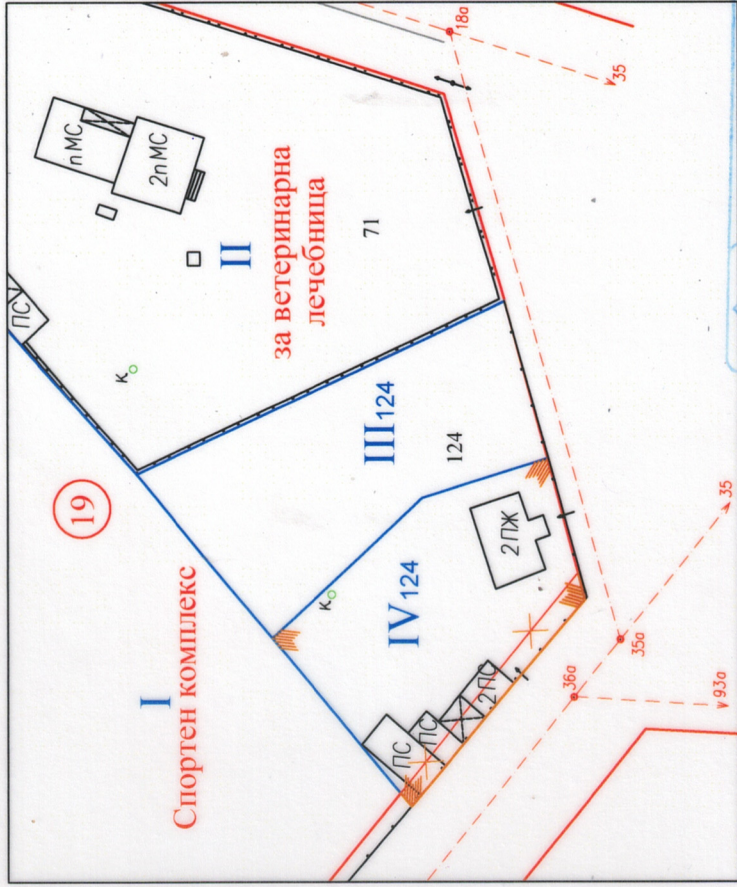 18а
35
пМС
2пМС
ПС
II
за ветеринарна
лечебница
71
К
19
III124
124
I
Спортен комплекс
К
IV124
2ПЖ
ПС
ПС
2ПС
35
35а
36а
93а